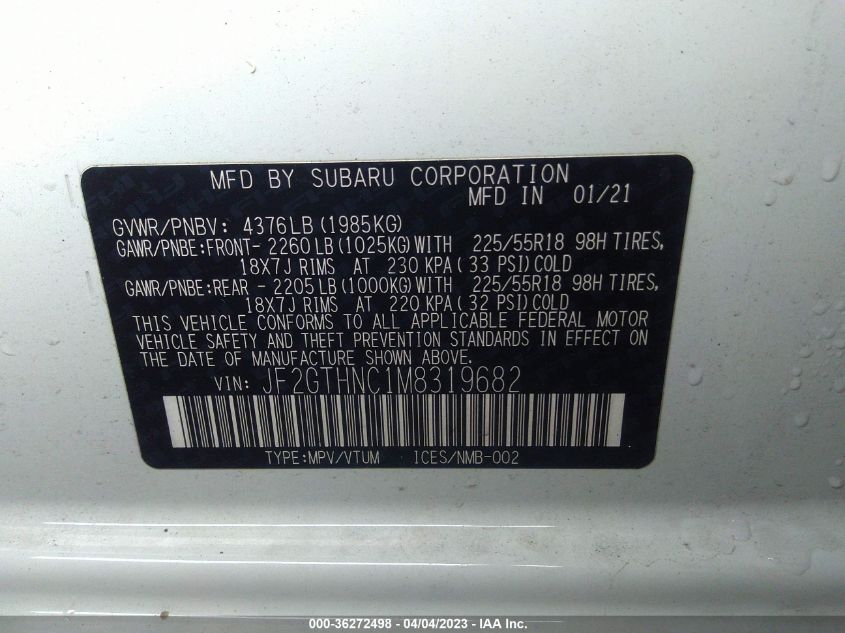 MFD BY SUBARU CORPORATION
MFD IN 01/21
GVWR/PNBV: 4376LB (1985KG)
GAWR/PNBE:FRONT- 2260LB (1025KG) WITH 225/55R18 98H TIRES,
18X7J RIMS AT 230 KPA ( 33 PSI) COLD
GAWR/PNBE:REAR - 2205LB (1000KG) WITH 225/55R18 98H TIRES,
18X7J RIMS AT 220 KPA ( 32 PSI) COLD
THIS VEHICLE CONFORMS TO ALL APPLICABLE FEDERAL MOTOR
VEHICLE SAFETY AND THEFT PREVENTION STANDARDS IN EFFECT ON
THE DATE OF MANUFACTURE SHOWN ABOVE.
VIN: JF2GTHNC1M8319682
TYPE:MPV/VTUM ICES/NMB-002
000-36272498 - 04/04/2023 - IAA Inc.